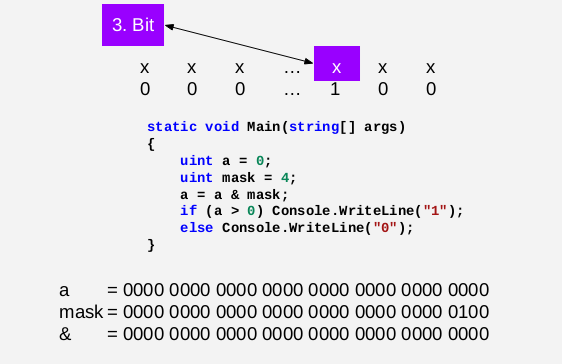 3. Bit
x x x ... x x x
0 0 0 ... 1 0 0
static void Main(string[] args)
{
uint a = 0;
uint mask = 4;
a = a & mask;
if (a > 0) Console.WriteLine("1");
else Console.WriteLine("0");
}
a = 0000 0000 0000 0000 0000 0000 0000 0000
mask = 0000 0000 0000 0000 0000 0000 0000 0100
& = 0000 0000 0000 0000 0000 0000 0000 0000